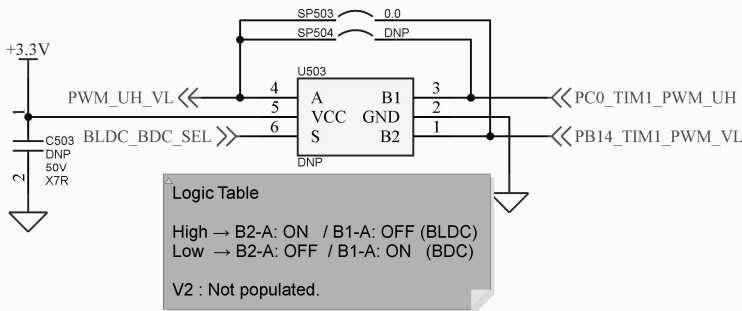 SP503 0.0
SP504 DNP
+3.3V
U503
PWM_UH_VL 4 A B1 3 PC0_TIM1_PWM_UH
1 5 VCC GND 2
BLDC_BDC_SEL 6 S B2 1 PB14_TIM1_PWM_VL
C503
DNP
50V
X7R
2
DNP
Logic Table
High → B2-A: ON / B1-A: OFF (BLDC)
Low → B2-A: OFF / B1-A: ON (BDC)
V2 : Not populated.